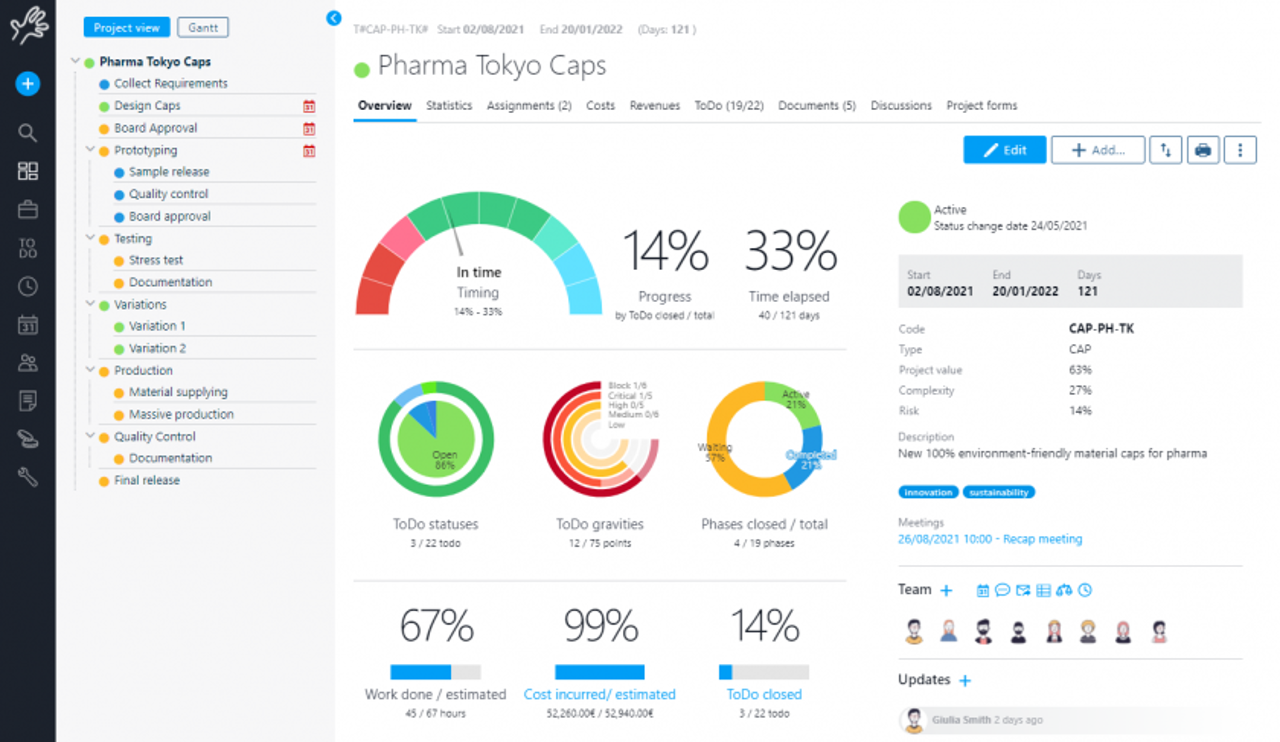 Project view
Gantt
Pharma Tokyo Caps
Collect Requirements
Design Caps
31
Board Approval
31
Prototyping
31
Sample release
Quality control
Board approval
Testing
Stress test
Documentation
Variations
Variation 1
Variation 2
Production
Material supplying
Massive production
Quality Control
Documentation
Final release
TO
DO
31
T#CAP-PH-TK# Start 02/08/2021 End 20/01/2022 (Days: 121 )
Pharma Tokyo Caps
Overview Statistics Assignments (2) Costs Revenues ToDo (19/22) Documents (5) Discussions Project forms
Edit
Add...
In time
Timing
14% - 33%
14%
Progress
by ToDo closed / total
33%
Time elapsed
40 / 121 days
Open
86%
ToDo statuses
3 / 22 todo
Block 1/6
Critical 1/5
High 0/5
Medium 0/6
Low
ToDo gravities
12 / 75 points
Active
21%
Waiting
57%
Completed
21%
Phases closed / total
4 / 19 phases
67%
Work done / estimated
45 / 67 hours
99%
Cost incurred/ estimated
52,260.00€ / 52,940.00€
14%
ToDo closed
3 / 22 todo
Active
Status change date 24/05/2021
Start End Days
02/08/2021 20/01/2022 121
Code CAP-PH-TK
Type CAP
Project value 63%
Complexity 27%
Risk 14%
Description
New 100% environment-friendly material caps for pharma
innovation sustainability
Meetings
26/08/2021 10:00 - Recap meeting
Team
Updates
Giulia Smith 2 days ago